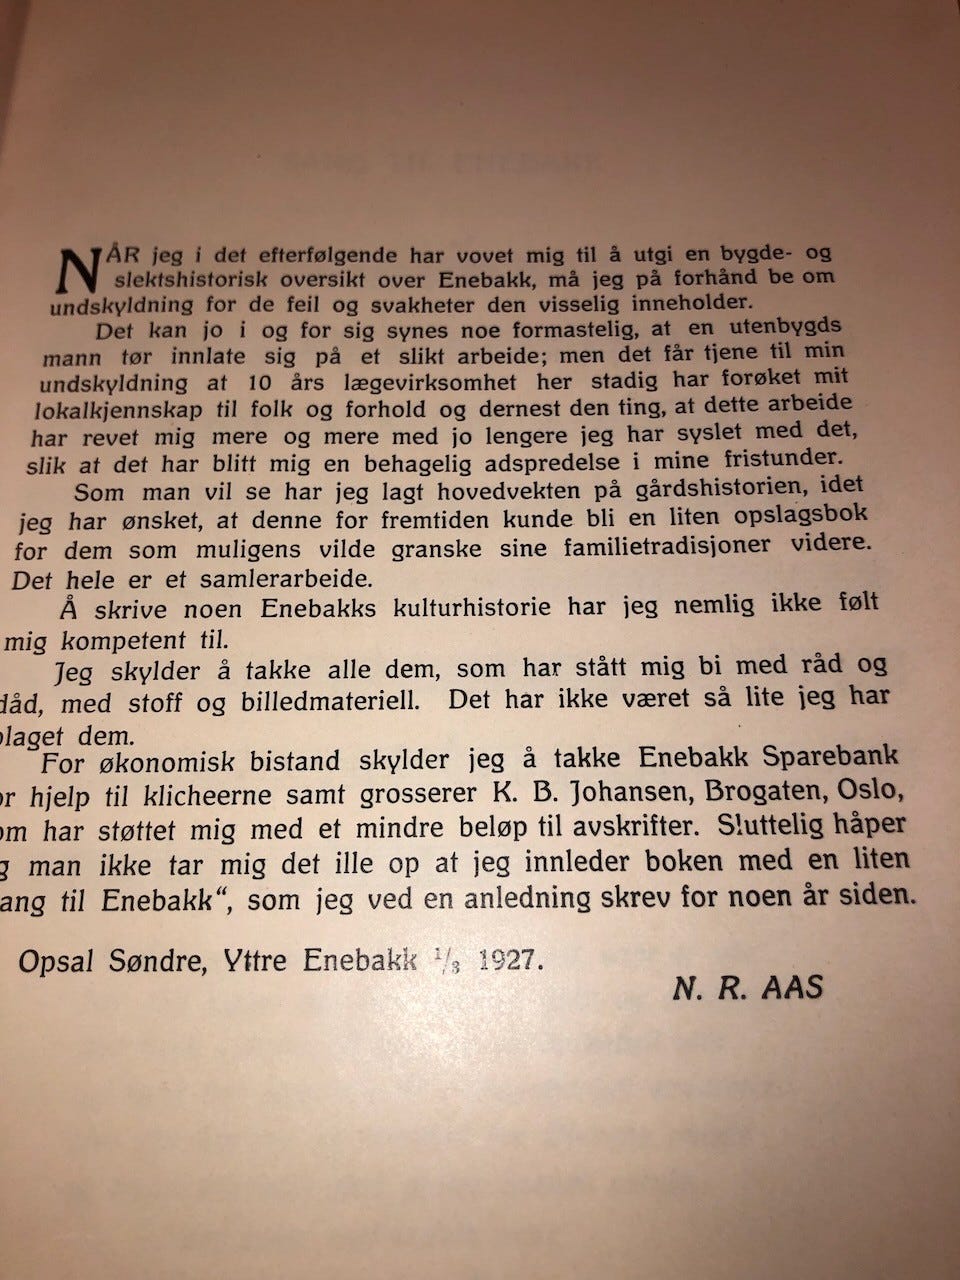 NÅR jeg i det efterfølgende har vovet mig til å utgi en bygde- og
slektshistorisk oversikt over Enebakk, må jeg på forhånd be om
undskyldning for de feil og svakheter den visselig inneholder.
Det kan jo i og for sig synes noe formastelig, at en utenbygds
mann tør innlate sig på et slikt arbeide; men det får tjene til min
undskyldning at 10 års lægevirksomhet her stadig har forøket mit
lokalkjennskap til folk og forhold og dernest den ting, at dette arbeide
har revet mig mere og mere med jo lengere jeg har syslet med det,
slik at det har blitt mig en behagelig adspredelse i mine fristunder.
Som man vil se har jeg lagt hovedvekten på gårdshistorien, idet
jeg har ønsket, at denne for fremtiden kunde bli en liten opslagsbok
for dem som muligens vilde granske sine familietradisjoner videre.
Det hele er et samlerarbeide.
Å skrive noen Enebakks kulturhistorie har jeg nemlig ikke følt
mig kompetent til.
Jeg skylder å takke alle dem, som har stått mig bi med råd og
dåd, med stoff og billedmateriell. Det har ikke været så lite jeg har
plaget dem.
For økonomisk bistand skylder jeg å takke Enebakk Sparebank
or hjelp til klicheerne samt grosserer K. B. Johansen, Brogaten, Oslo,
om har støttet mig med et mindre beløp til avskrifter. Sluttelig håper
g man ikke tar mig det ille op at jeg innleder boken med en liten
ang til Enebakk“, som jeg ved en anledning skrev for noen år siden.
Opsal Søndre, Yttre Enebakk 1/3 1927.
N. R. AAS